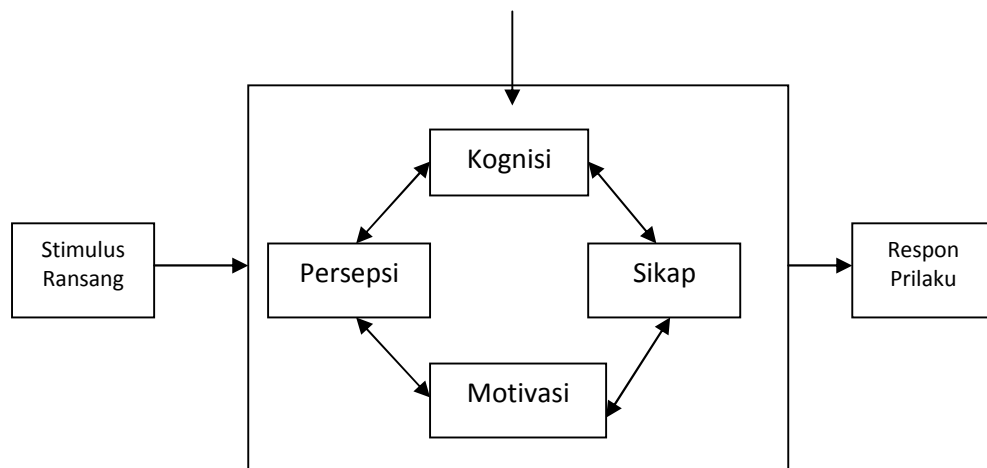 Kognisi
Stimulus
Ransang
Persepsi
Sikap
Respon
Prilaku
Motivasi